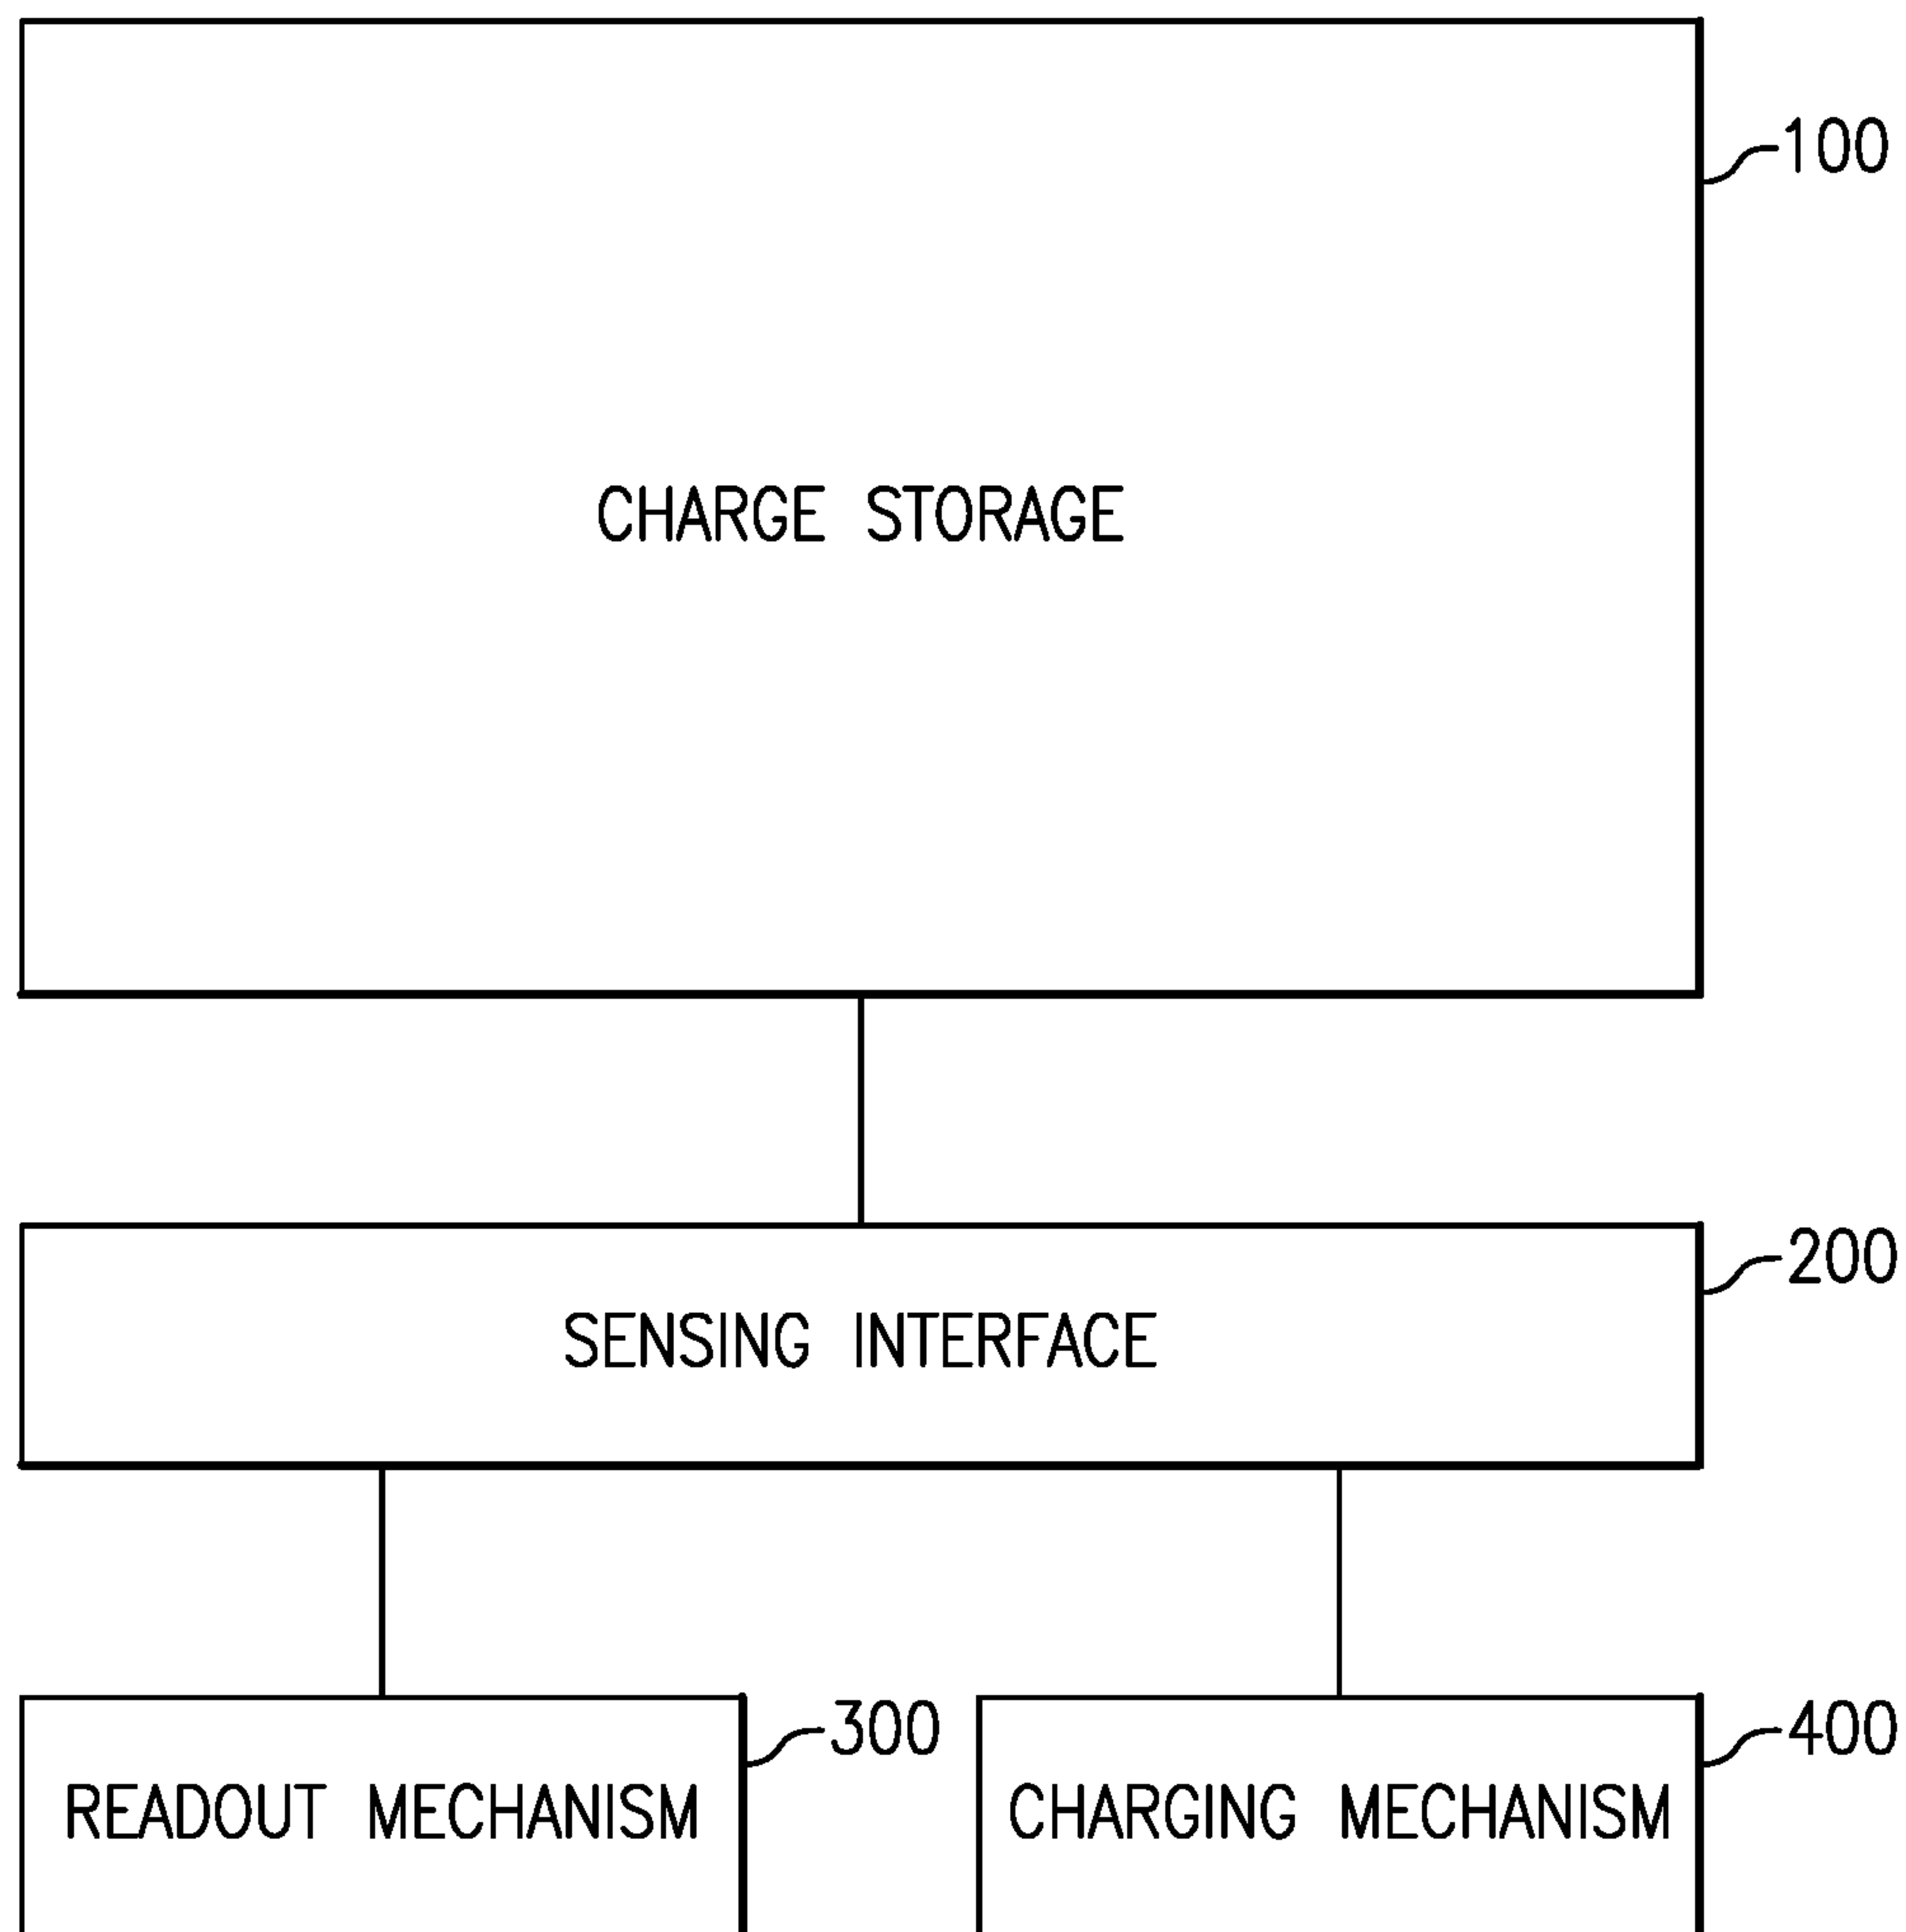 100
CHARGE STORAGE
200
SENSING INTERFACE
300
400
READOUT MECHANISM
CHARGING MECHANISM